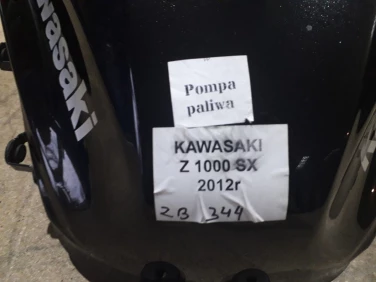 Kawasaki
Pompa
paliwa
KAWASAKI
Z 1000 SX
2012r
ZB 344